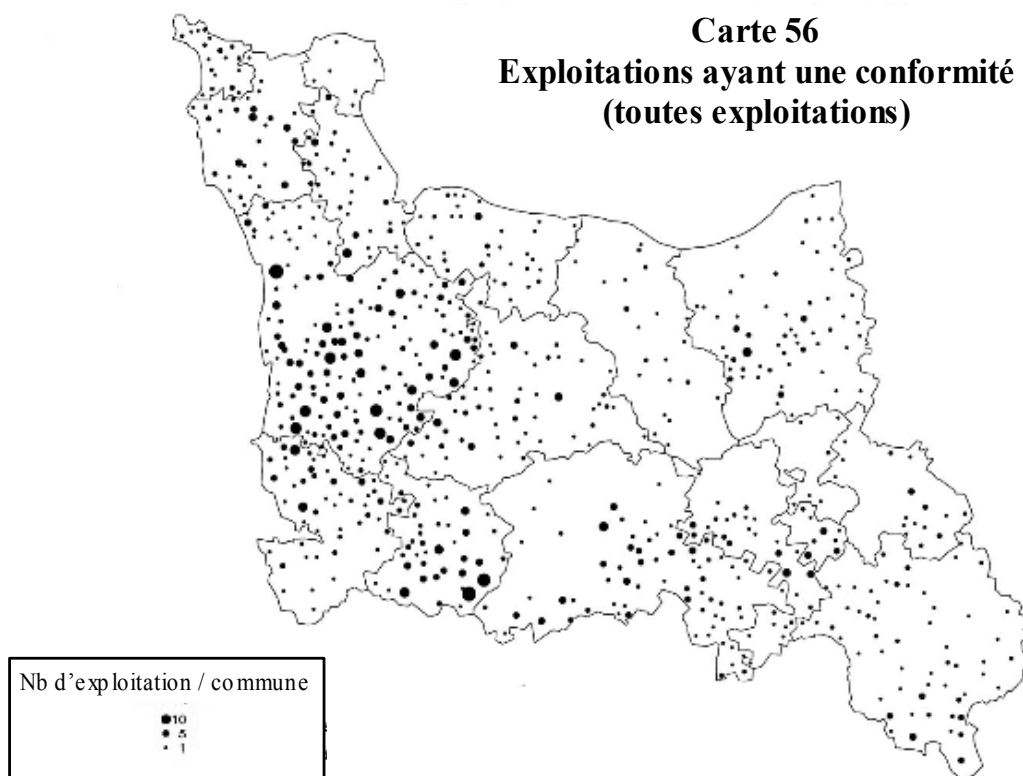 Carte 56
Exploitations ayant une conformité
(toutes exploitations)
Nb d'exploitation / commune
10
5
1